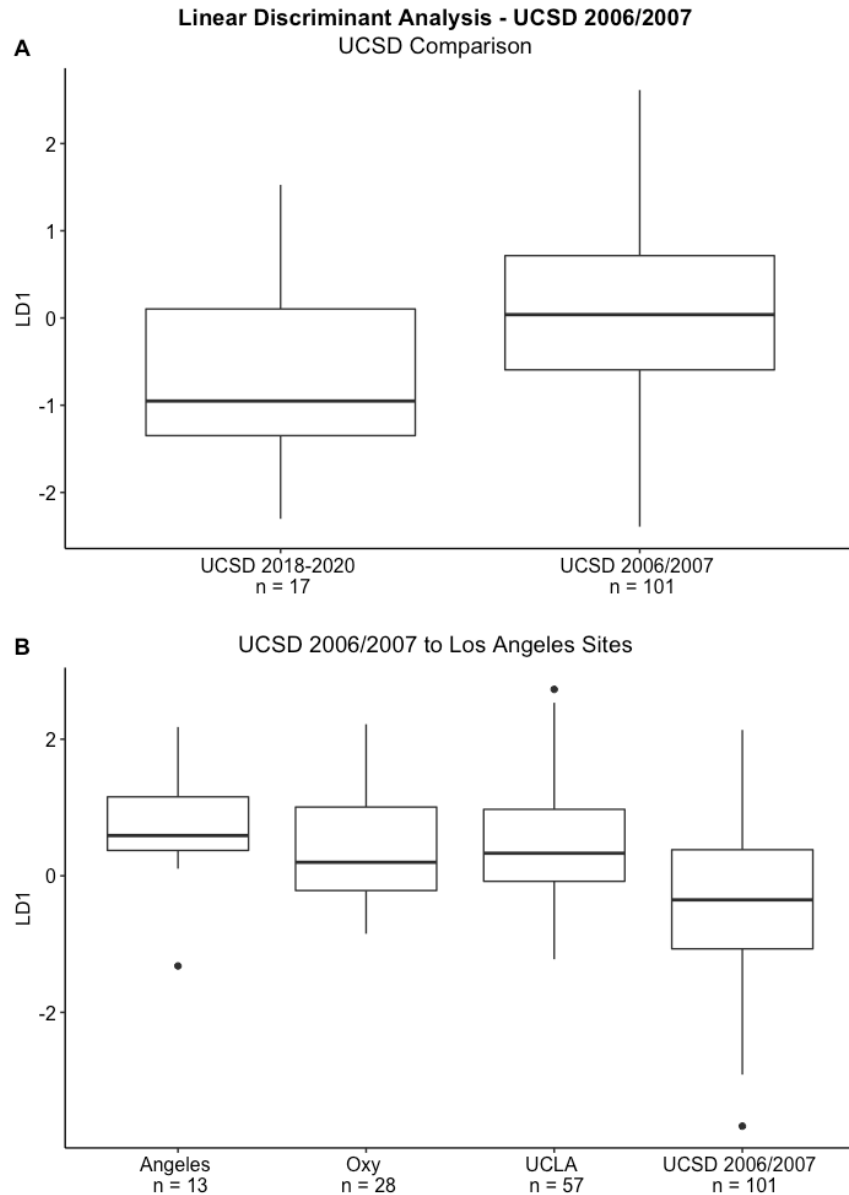 Linear Discriminant Analysis - UCSD 2006/2007
A
UCSD Comparison
LD1
2
1
0
-1
-2
UCSD 2018-2020
n = 17
UCSD 2006/2007
n = 101
B
UCSD 2006/2007 to Los Angeles Sites
LD1
2
0
-2
Angeles
n = 13
Oxy
n = 28
UCLA
n = 57
UCSD 2006/2007
n = 101